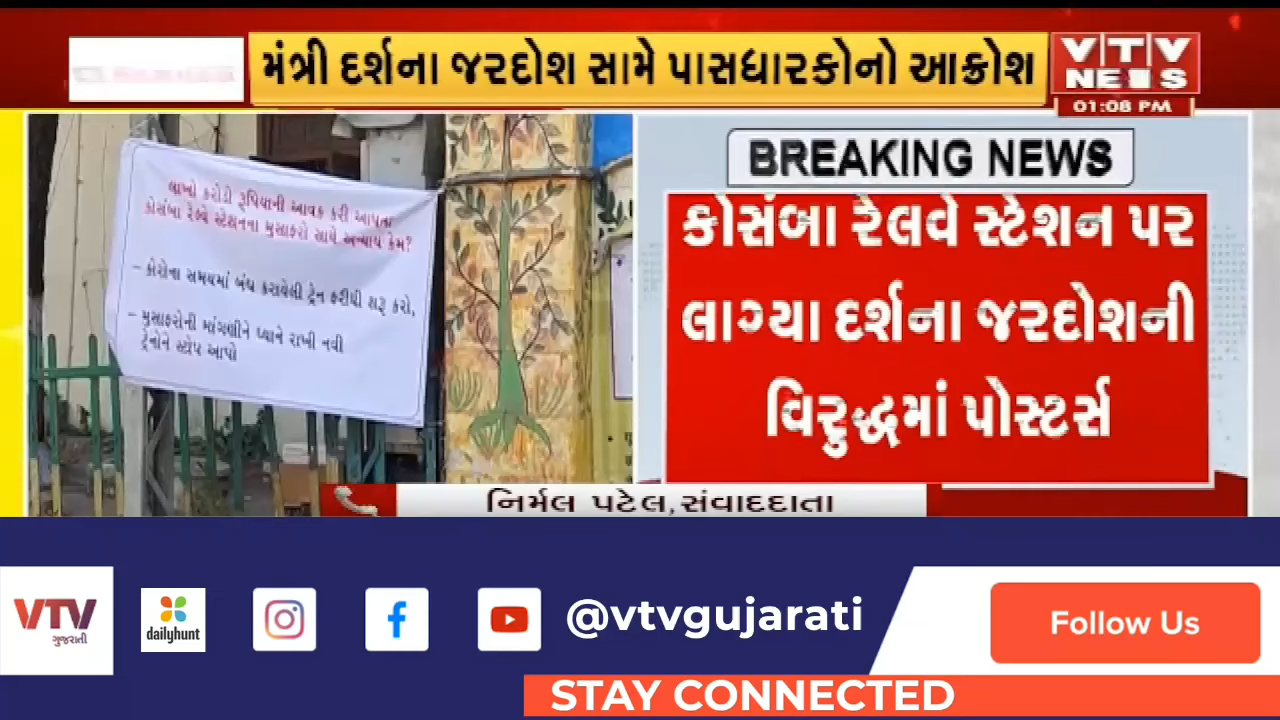 મંત્રી દર્શના જરદોશ સામે પાસધારકોનો આક્રોશ
VTV
NEWS
01:08 PM
લાખો કરોડો રૂપિયાની આવક કરી આપતા
કોસંબા રેલ્વે સ્ટેશનના મુસાફરો સાથે અન્યાય કેમ?
- કોરોના સમયમાં બંધ કરાવેલી ટ્રેન ફરીથી શરૂ કરો.
- મુસાફરોની માંગણીને ધ્યાને રાખી નવી
ટ્રેનોને સ્ટોપ આપો
BREAKING NEWS
કોસંબા રેલવે સ્ટેશન પર
લાગ્યા દર્શના જરદોશની
વિરુદ્ધમાં પોસ્ટર્સ
નિર્મલ પટેલ,સંવાદદાતા
VTV
ગુજરાતી
dailyhunt
@vtvgujarati
Follow Us
STAY CONNECTED